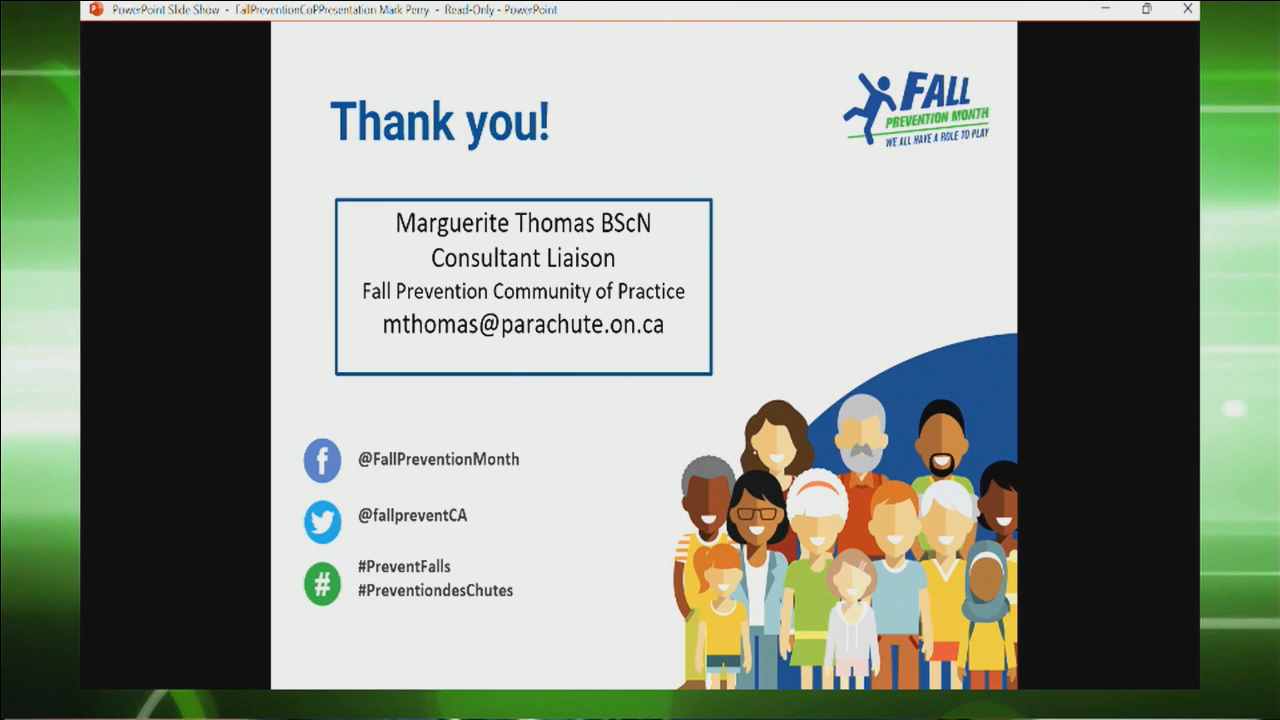 PowerPoint Slide Show - FallPreventionCoPPresentation Mark Perry - Read-Only - PowerPoint
FALL
PREVENTION MONTH
WE ALL HAVE A ROLE TO PLAY
Thank you!
Marguerite Thomas BScN
Consultant Liaison
Fall Prevention Community of Practice
mthomas@parachute.on.ca
@FallPreventionMonth
@fallpreventCA
#PreventFalls
#PreventiondesChutes